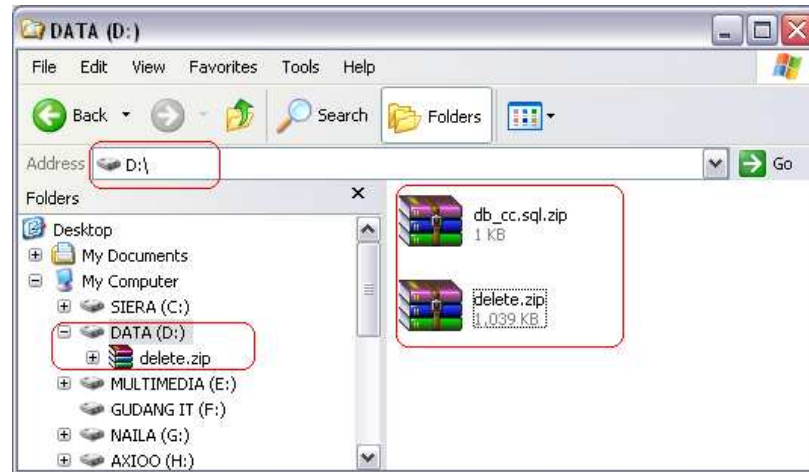 DATA (D:)
File Edit View Favorites Tools Help
Back Search Folders
Address D:\ Go
Folders
Desktop
My Documents
My Computer
SIERA (C:)
DATA (D:)
delete.zip
MULTIMEDIA (E:)
GUDANG IT (F:)
NAILA (G:)
AXIOO (H:)
db_cc.sql.zip
1 KB
delete.zip
1,039 KB